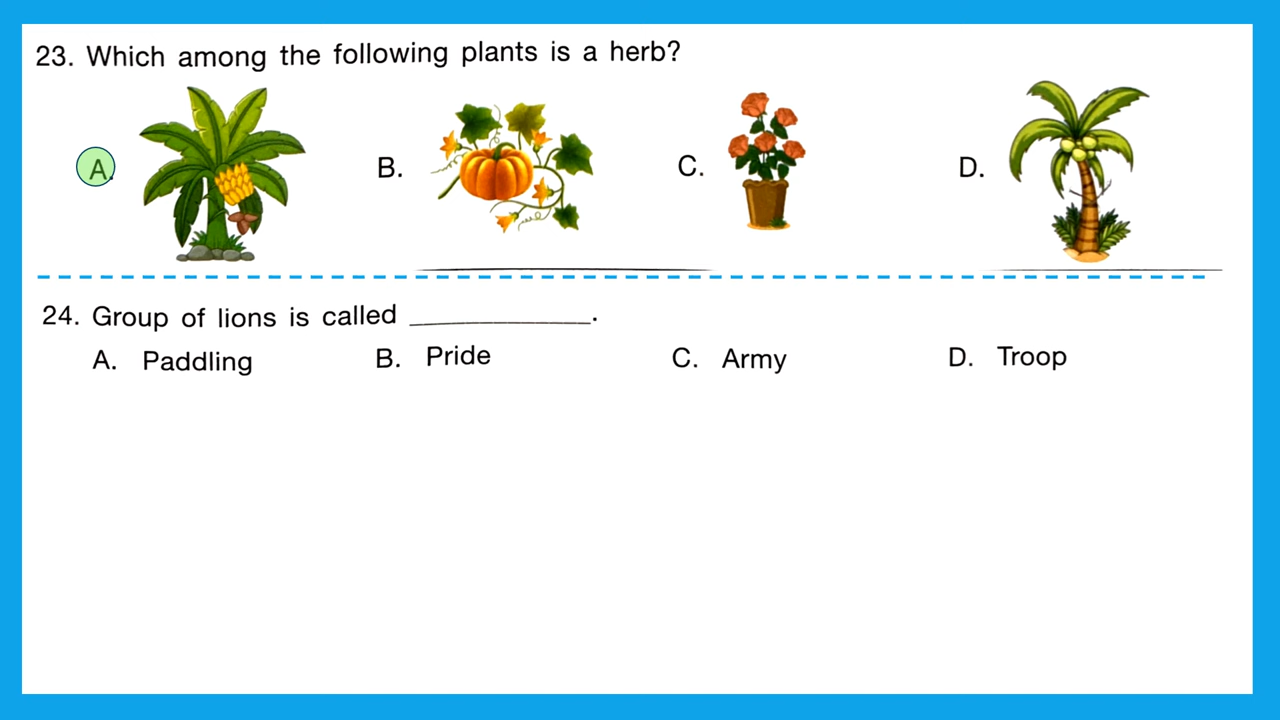 23. Which among the following plants is a herb?
A. B. C. D.
24. Group of lions is called ____________.
A. Paddling B. Pride C. Army D. Troop